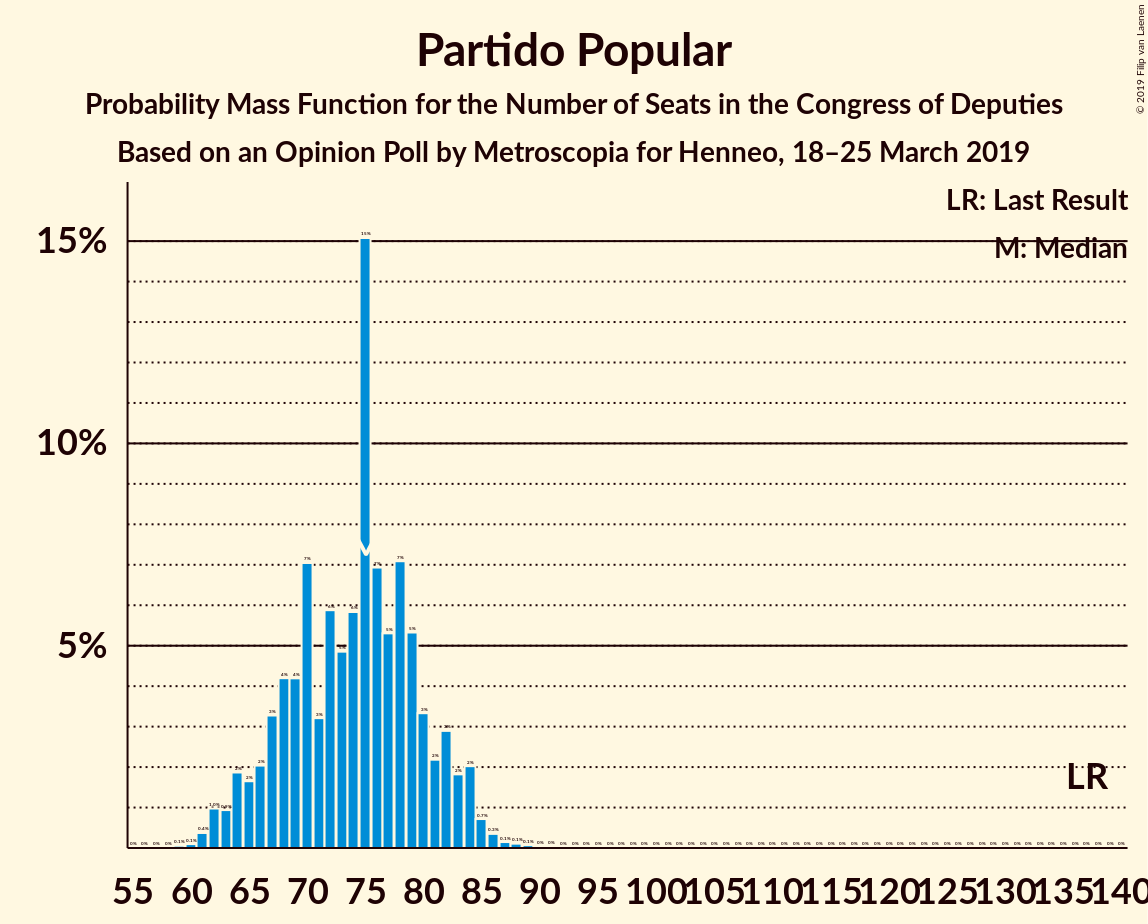 Partido Popular
Probability Mass Function for the Number of Seats in the Congress of Deputies
Based on an Opinion Poll by Metroscopia for Henneo, 18–25 March 2019
© 2019 Filip van Laenen
LR: Last Result
M: Median
15%
10%
5%
LR
55 60 65 70 75 80 85 90 95 100 105 110 115 120 125 130 135 140